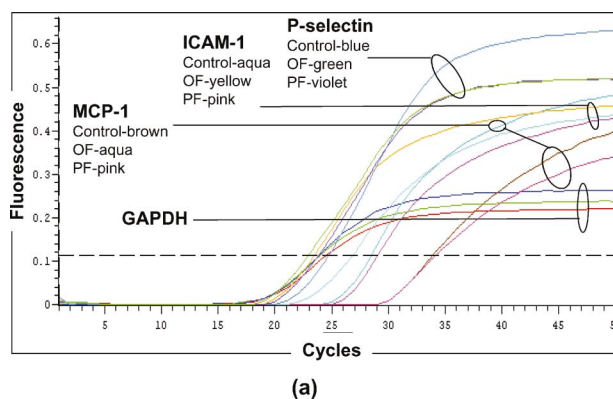 (a)
P-selectin
Control-blue
OF-green
PF-violet
ICAM-1
Control-aqua
OF-yellow
PF-pink
MCP-1
Control-brown
OF-aqua
PF-pink
GAPDH
Fluorescence
0.6
0.5
0.4
0.3
0.2
0.1
0
5
10
15
20
25
30
35
40
45
Cycles
(a)